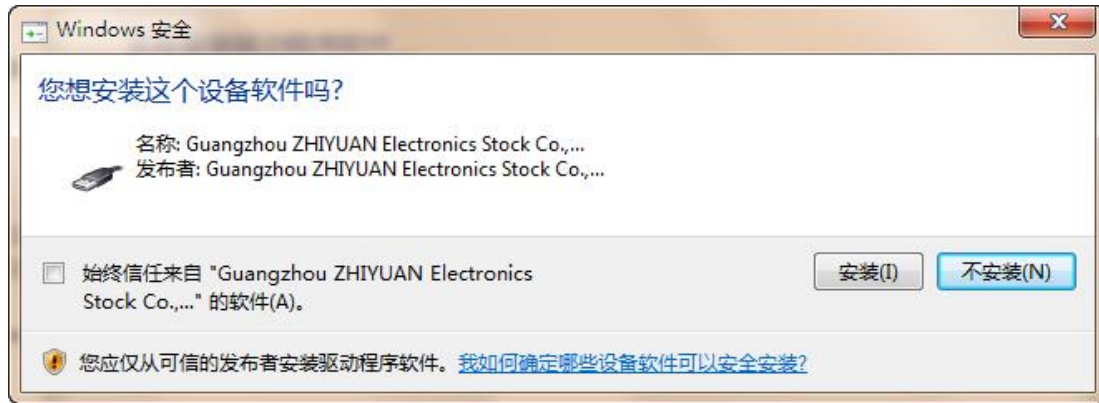 Windows 安全
您想安装这个设备软件吗?
名称: Guangzhou ZHIYUAN Electronics Stock Co.,...
发布者: Guangzhou ZHIYUAN Electronics Stock Co.,...
始终信任来自 "Guangzhou ZHIYUAN Electronics
Stock Co.,..." 的软件(A)。
安装(I)
不安装(N)
您应仅从可信的发布者安装驱动程序软件。我如何确定哪些设备软件可以安全安装?